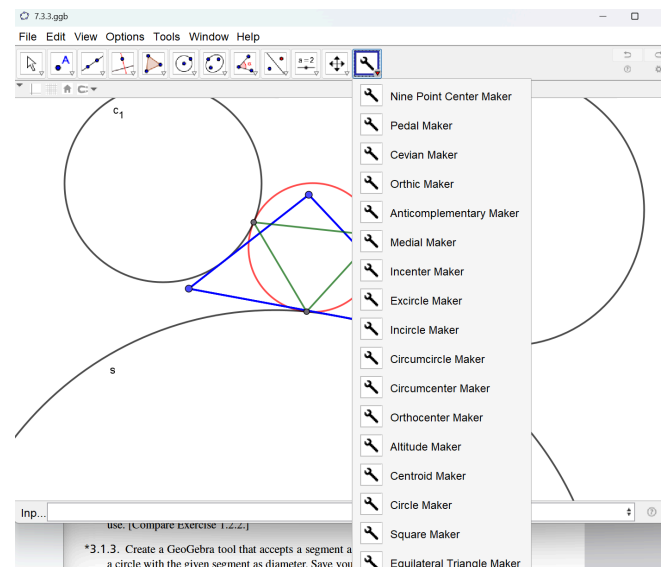 7.3.3.ggb
File Edit View Options Tools Window Help
A
a=2
Nine Point Center Maker
c1
Pedal Maker
Cevian Maker
Orthic Maker
Anticomplementary Maker
Medial Maker
Incenter Maker
Excircle Maker
Incircle Maker
Circumcircle Maker
s
Circumcenter Maker
Orthocenter Maker
Altitude Maker
Centroid Maker
Circle Maker
Inp...
use. [Compare Exercise 1.2.2.]
Square Maker
*3.1.3. Create a GeoGebra tool that accepts a segment a
a circle with the given segment as diameter. Save you
Equilateral Triangle Maker